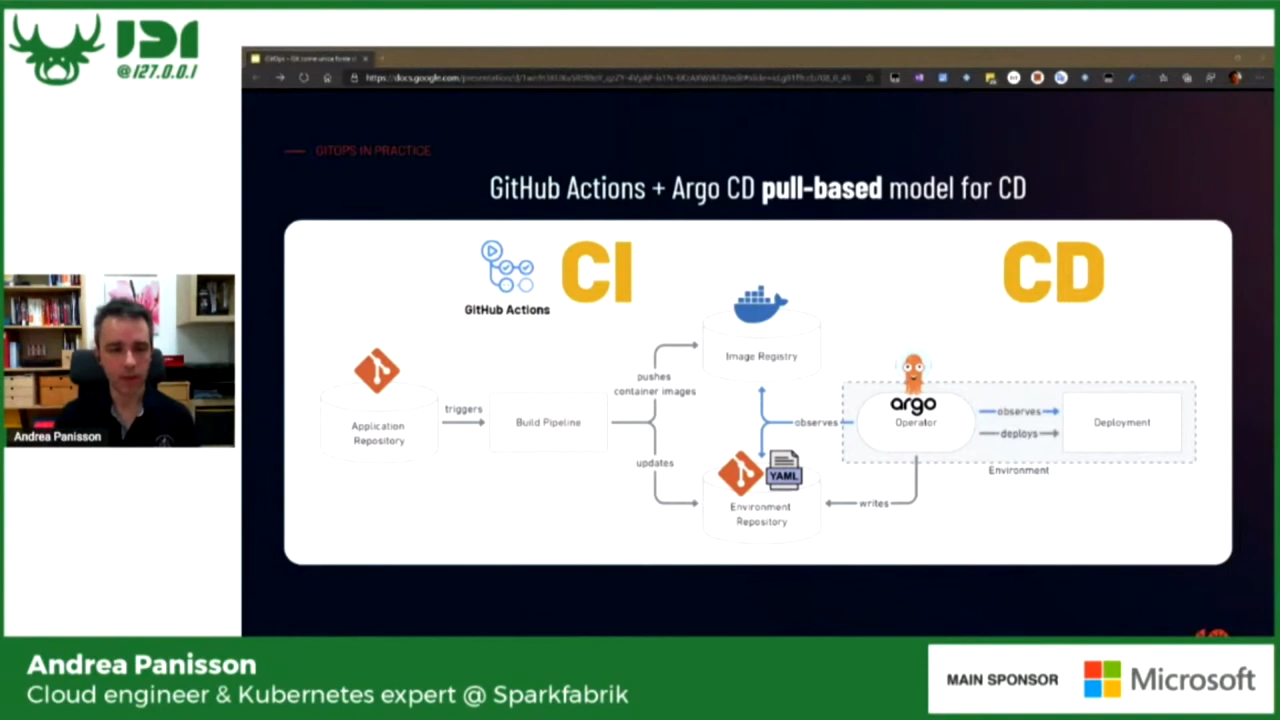 IDI
@127.0.0.1
GITOPS IN PRACTICE
GitHub Actions + Argo CD pull-based model for CD
GitHub Actions
CI
CD
Image Registry
pushes
container images
argo
Operator
triggers
Application
Repository
Build Pipeline
observes
observes
deploys
Deployment
Environment
updates
YAML
Environment
Repository
writes
Andrea Panisson
Andrea Panisson
Cloud engineer & Kubernetes expert @ Sparkfabrik
MAIN SPONSOR
Microsoft